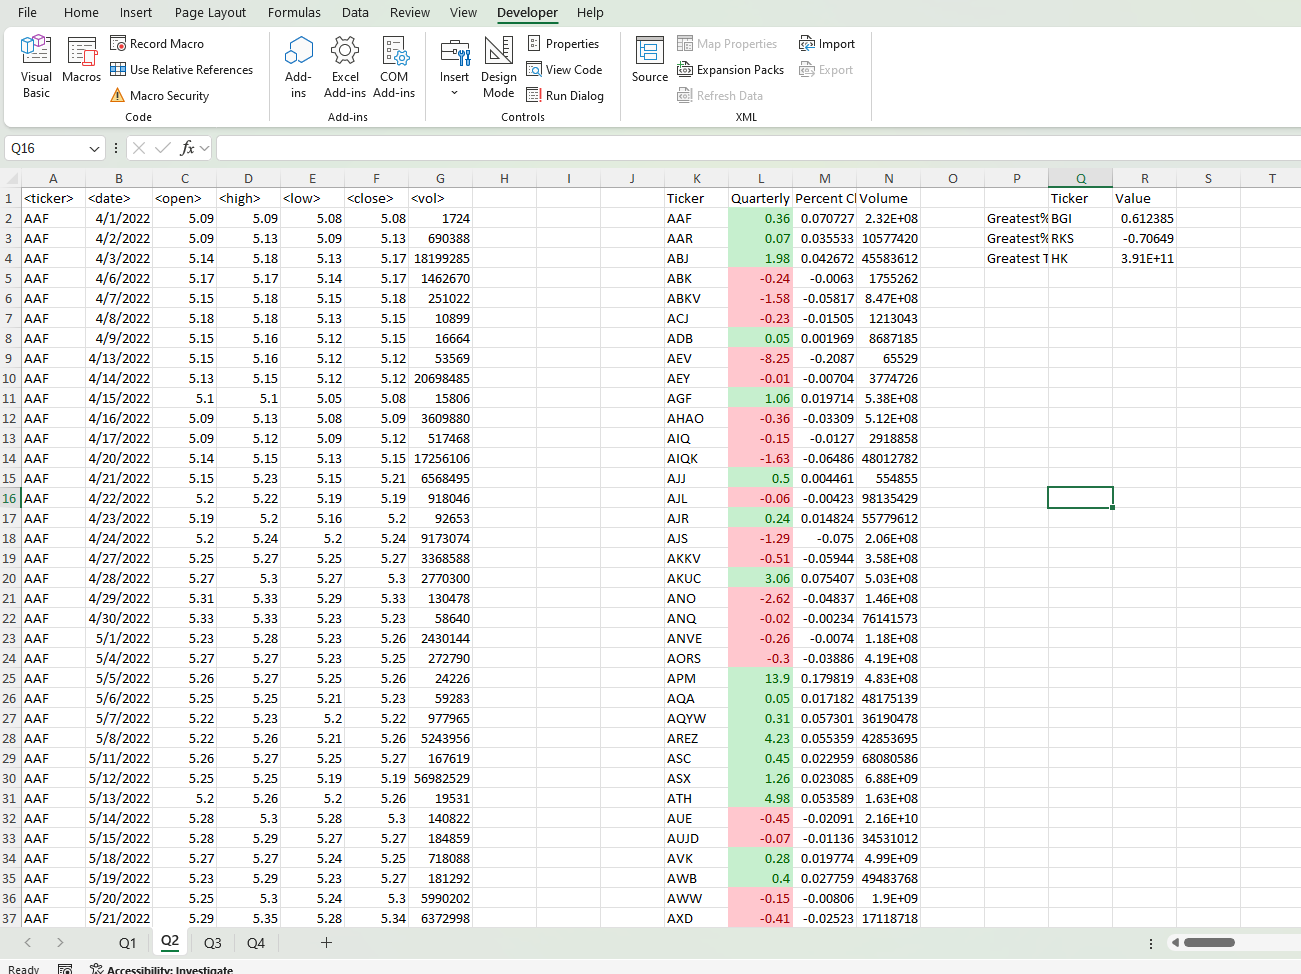 File Home Insert Page Layout Formulas Data Review View Developer Help
Visual Basic Macros Record Macro Use Relative References Macro Security Code
Add-ins Excel Add-ins COM Add-ins Add-ins
Insert Design Mode Properties View Code Run Dialog Controls
Source Map Properties Expansion Packs Refresh Data Import Export XML
Q16 fx
A B C D E F G H I J K L M N O P Q R S T
1 <ticker> <date> <open> <high> <low> <close> <vol> Ticker Quarterly Percent Cl Volume Ticker Value
2 AAF 4/1/2022 5.09 5.09 5.08 5.08 1724 AAF 0.36 0.070727 2.32E+08 Greatest% BGI 0.612385
3 AAF 4/2/2022 5.09 5.13 5.09 5.13 690388 AAR 0.07 0.035533 10577420 Greatest% RKS -0.70649
4 AAF 4/3/2022 5.14 5.18 5.13 5.17 18199285 ABJ 1.98 0.042672 45583612 Greatest T HK 3.91E+11
5 AAF 4/6/2022 5.17 5.17 5.14 5.17 1462670 ABK -0.24 -0.0063 1755262
6 AAF 4/7/2022 5.15 5.18 5.15 5.18 251022 ABKV -1.58 -0.05817 8.47E+08
7 AAF 4/8/2022 5.18 5.18 5.13 5.15 10899 ACJ -0.23 -0.01505 1213043
8 AAF 4/9/2022 5.15 5.16 5.12 5.15 16664 ADB 0.05 0.001969 8687185
9 AAF 4/13/2022 5.15 5.16 5.12 5.12 53569 AEV -8.25 -0.2087 65529
10 AAF 4/14/2022 5.13 5.15 5.12 5.12 20698485 AEY -0.01 -0.00704 3774726
11 AAF 4/15/2022 5.1 5.1 5.05 5.08 15806 AGF 1.06 0.019714 5.38E+08
12 AAF 4/16/2022 5.09 5.13 5.08 5.09 3609880 AHAO -0.36 -0.03309 5.12E+08
13 AAF 4/17/2022 5.09 5.12 5.09 5.12 517468 AIQ -0.15 -0.0127 2918858
14 AAF 4/20/2022 5.14 5.15 5.13 5.15 17256106 AIQK -1.63 -0.06486 48012782
15 AAF 4/21/2022 5.15 5.23 5.15 5.21 6568495 AJJ 0.5 0.004461 554855
16 AAF 4/22/2022 5.2 5.22 5.19 5.19 918046 AJL -0.06 -0.00423 98135429
17 AAF 4/23/2022 5.19 5.2 5.16 5.2 92653 AJR 0.24 0.014824 55779612
18 AAF 4/24/2022 5.2 5.24 5.2 5.24 9173074 AJS -1.29 -0.075 2.06E+08
19 AAF 4/27/2022 5.25 5.27 5.25 5.27 3368588 AKKV -0.51 -0.05944 3.58E+08
20 AAF 4/28/2022 5.27 5.3 5.27 5.3 2770300 AKUC 3.06 0.075407 5.03E+08
21 AAF 4/29/2022 5.31 5.33 5.29 5.33 130478 ANO -2.62 -0.04837 1.46E+08
22 AAF 4/30/2022 5.33 5.33 5.23 5.23 58640 ANQ -0.02 -0.00234 76141573
23 AAF 5/1/2022 5.23 5.28 5.23 5.26 2430144 ANVE -0.26 -0.0074 1.18E+08
24 AAF 5/4/2022 5.27 5.27 5.23 5.25 272790 AORS -0.3 -0.03886 4.19E+08
25 AAF 5/5/2022 5.26 5.27 5.25 5.26 24226 APM 13.9 0.179819 4.83E+08
26 AAF 5/6/2022 5.25 5.25 5.21 5.23 59283 AQA 0.05 0.017182 48175139
27 AAF 5/7/2022 5.22 5.23 5.2 5.22 977965 AQYW 0.31 0.057301 36190478
28 AAF 5/8/2022 5.22 5.26 5.21 5.26 5243956 AREZ 4.23 0.055359 42853695
29 AAF 5/11/2022 5.26 5.27 5.25 5.27 167619 ASC 0.45 0.022959 68080586
30 AAF 5/12/2022 5.25 5.25 5.19 5.19 56982529 ASX 1.26 0.023085 6.88E+09
31 AAF 5/13/2022 5.2 5.26 5.2 5.26 19531 ATH 4.98 0.053589 1.63E+08
32 AAF 5/14/2022 5.28 5.3 5.28 5.3 140822 AUE -0.45 -0.02091 2.16E+10
33 AAF 5/15/2022 5.28 5.29 5.27 5.27 184859 AUJD -0.07 -0.01136 34531012
34 AAF 5/18/2022 5.27 5.27 5.24 5.25 718088 AVK 0.28 0.019774 4.99E+09
35 AAF 5/19/2022 5.23 5.29 5.23 5.27 181292 AWB 0.4 0.027759 49483768
36 AAF 5/20/2022 5.25 5.3 5.24 5.3 5990202 AWW -0.15 -0.00806 1.9E+09
37 AAF 5/21/2022 5.29 5.35 5.28 5.34 6372998 AXD -0.41 -0.02523 17118718
Q1 Q2 Q3 Q4
Ready Accessibility: Investigate